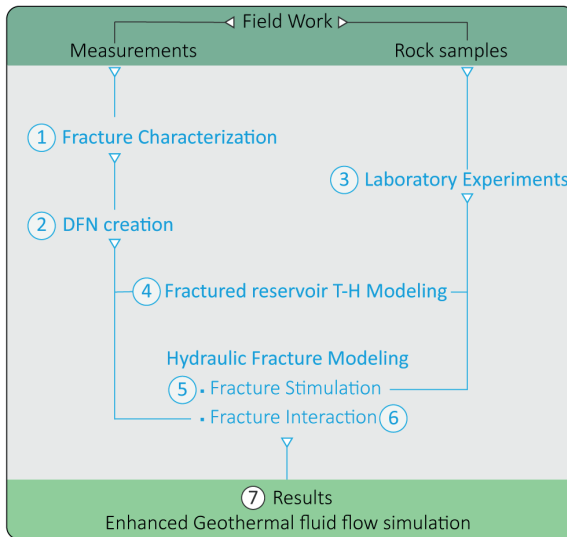 Field Work
Measurements
Rock samples
1 Fracture Characterization
3 Laboratory Experiments
2 DFN creation
4 Fractured reservoir T-H Modeling
Hydraulic Fracture Modeling
5 ▪ Fracture Stimulation
▪ Fracture Interaction 6
7 Results
Enhanced Geothermal fluid flow simulation